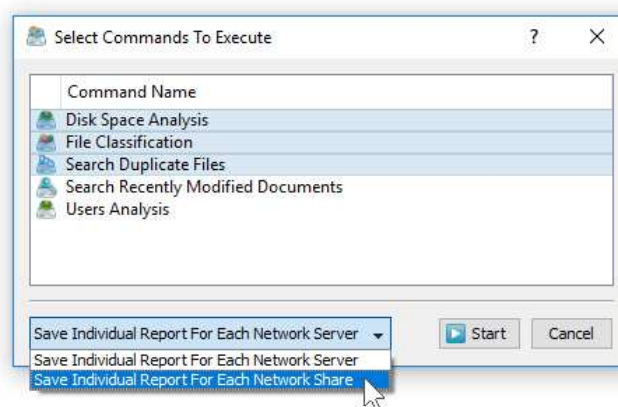 Select Commands To Execute
?
Command Name
Disk Space Analysis
File Classification
Search Duplicate Files
Search Recently Modified Documents
Users Analysis
Save Individual Report For Each Network Server
Start
Cancel
Save Individual Report For Each Network Server
Save Individual Report For Each Network Share